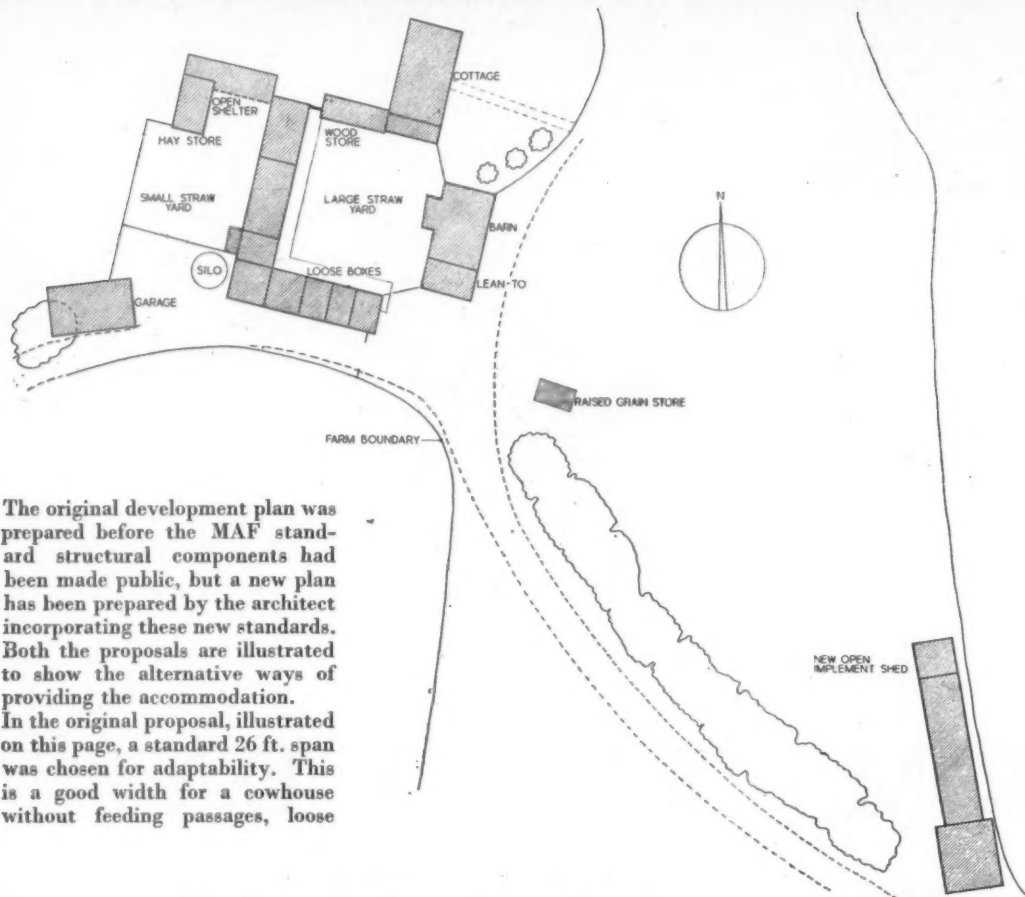 COTTAGE
OPEN
SHELTER
HAY STORE
WOOD
STORE
SMALL STRAW
YARD
LARGE STRAW
YARD
BARN
SILO
LOOSE BOXES
LEAN-TO
GARAGE
N
RAISED GRAIN STORE
FARM BOUNDARY
NEW OPEN
IMPLEMENT SHED
The original development plan was
prepared before the MAF stand-
ard structural components had
been made public, but a new plan
has been prepared by the architect
incorporating these new standards.
Both the proposals are illustrated
to show the alternative ways of
providing the accommodation.
In the original proposal, illustrated
on this page, a standard 26 ft. span
was chosen for adaptability. This
is a good width for a cowhouse
without feeding passages, loose